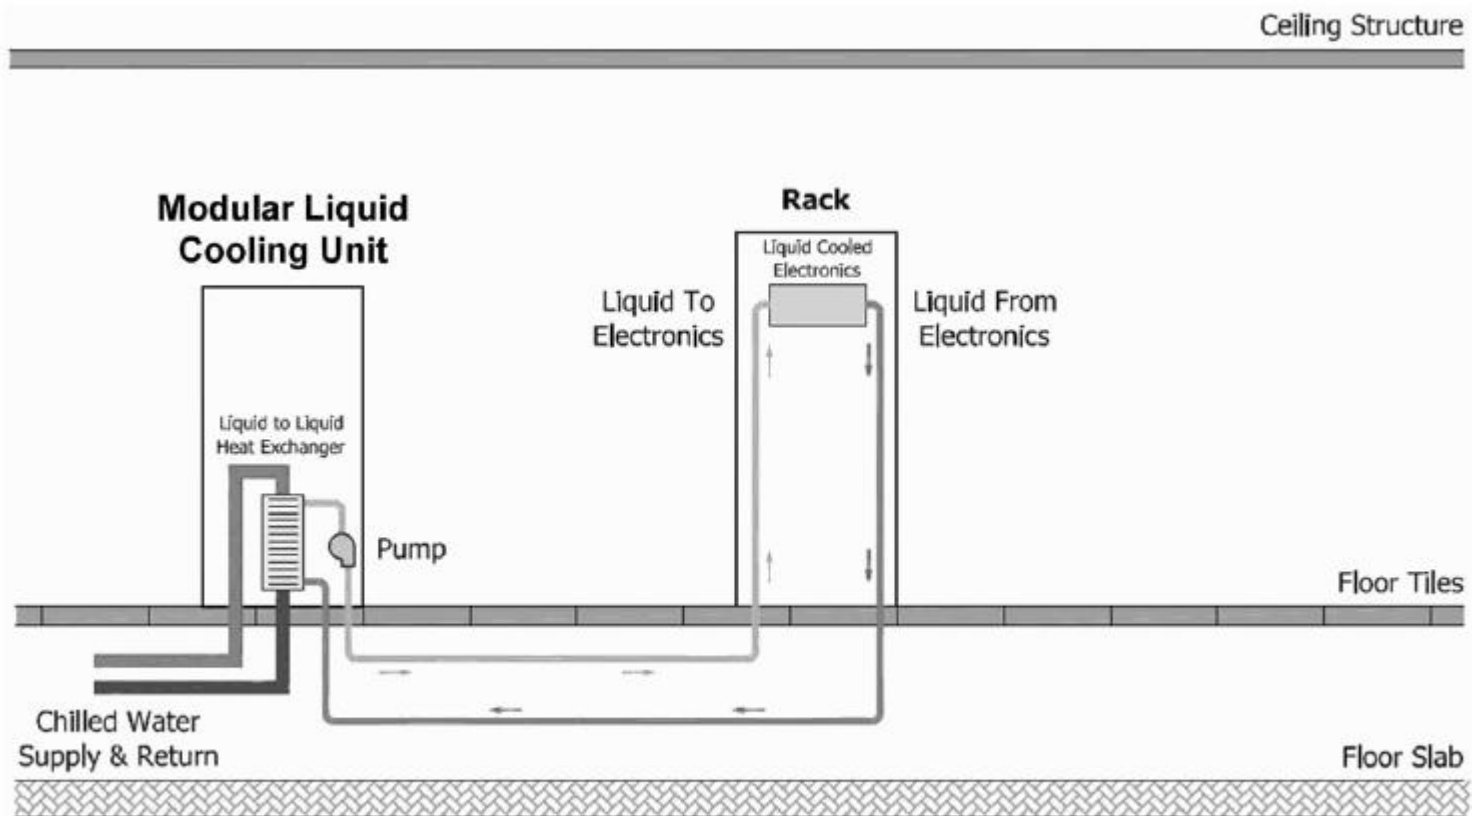 Ceiling Structure
Modular Liquid
Cooling Unit
Rack
Liquid Cooled
Electronics
Liquid To
Electronics
Liquid From
Electronics
Liquid to Liquid
Heat Exchanger
Pump
Floor Tiles
Chilled Water
Supply & Return
Floor Slab